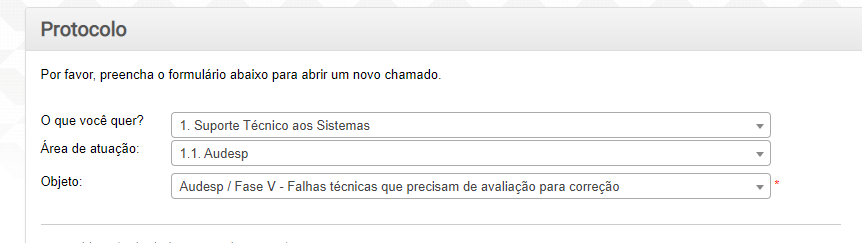 Protocolo
Por favor, preencha o formulário abaixo para abrir um novo chamado.
O que você quer? 1. Suporte Técnico aos Sistemas
Área de atuação: 1.1. Audesp
Objeto: Audesp / Fase V - Falhas técnicas que precisam de avaliação para correção *